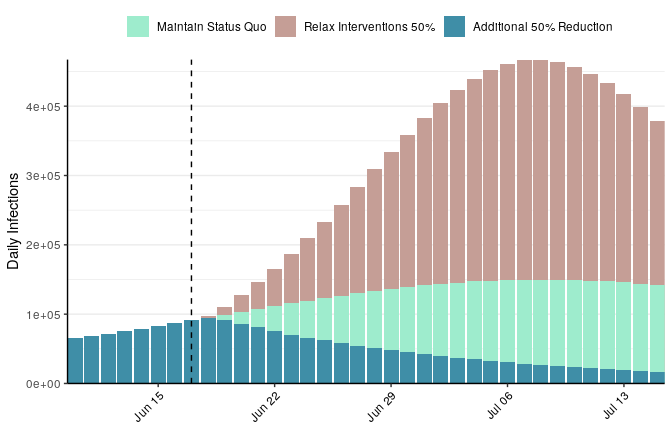 Maintain Status Quo Relax Interventions 50% Additional 50% Reduction
Daily Infections
4e+05
3e+05
2e+05
1e+05
0e+00
Jun 15 Jun 22 Jun 29 Jul 06 Jul 13